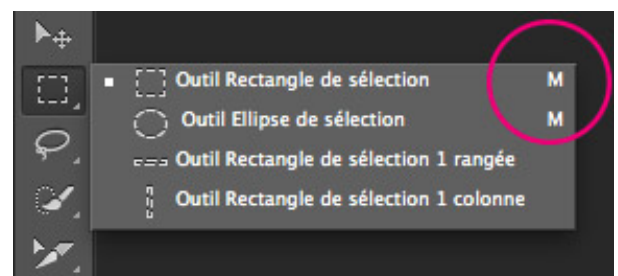 Outil Rectangle de sélection M
Outil Ellipse de sélection M
Outil Rectangle de sélection 1 rangée
Outil Rectangle de sélection 1 colonne